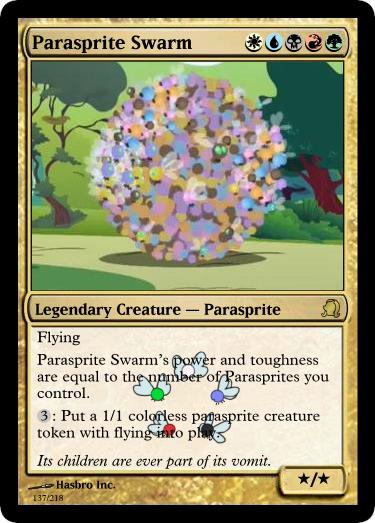 Parasprite Swarm
Legendary Creature — Parasprite
Flying
Parasprite Swarm's power and toughness
are equal to the number of Parasprites you
control.
3 : Put a 1/1 colorless parasprite creature
token with flying into play.
Its children are ever part of its vomit.
Hasbro Inc.
137/218
★/★